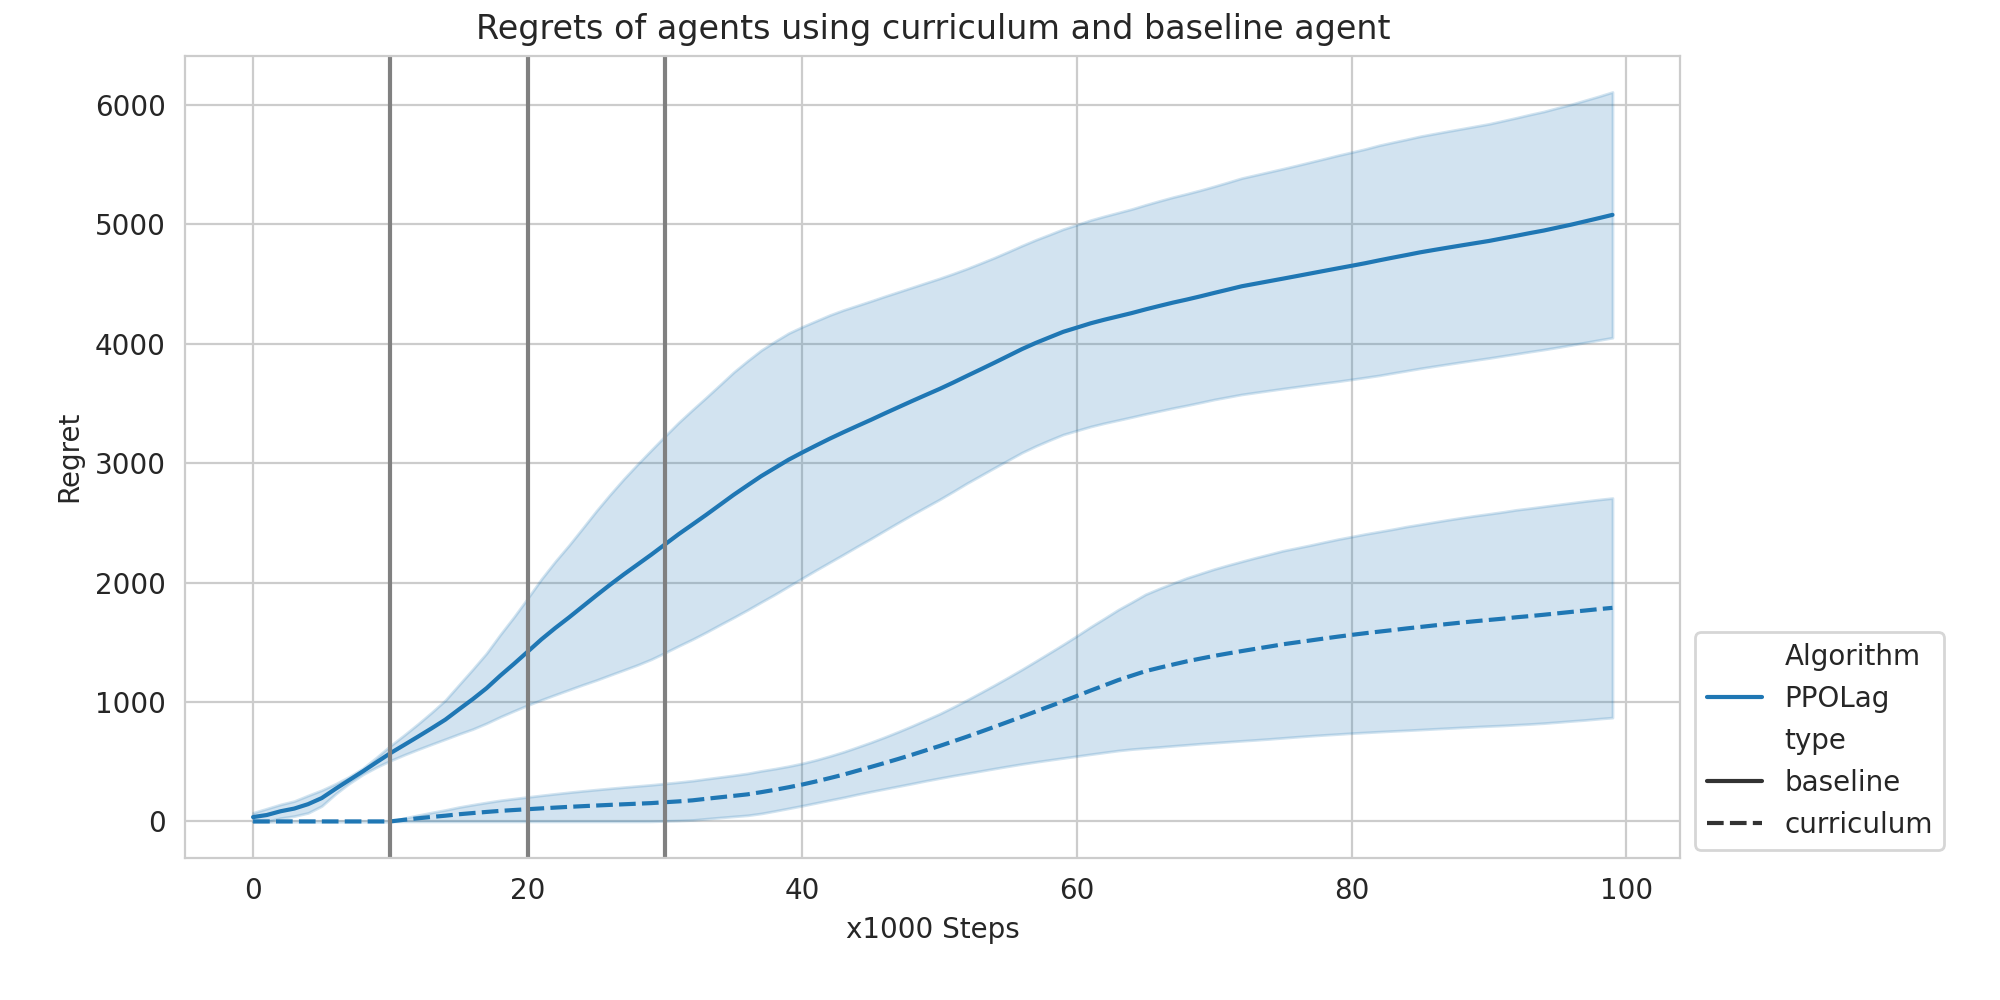 Regrets of agents using curriculum and baseline agent
6000
5000
4000
3000
2000
1000
0
Regret
0 20 40 60 80 100
x1000 Steps
Algorithm
PPOLag
type
baseline
curriculum